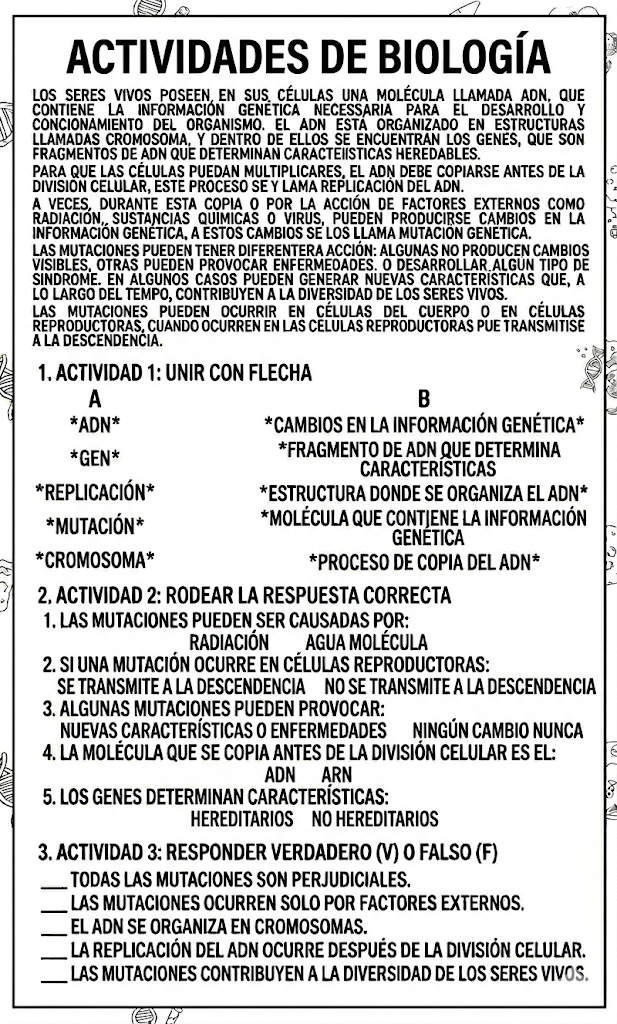 ACTIVIDADES DE BIOLOGÍA
LOS SERES VIVOS POSEEN EN SUS CÉLULAS UNA MOLÉCULA LLAMADA ADN, QUE
CONTIENE LA INFORMACIÓN GENÉTICA NECESSARIA PARA EL DESARROLLO Y
CONCIONAMIENTO DEL ORGANISMO. EL ADN ESTÁ ORGANIZADO EN ESTRUCTURAS
LLAMADAS CROMOSOMA, Y DENTRO DE ELLOS SE ENCUENTRAN LOS GENES, QUE SON
FRAGMENTOS DE ADN QUE DETERMINAN CARACTEIISTICAS HEREDABLES.
PARA QUE LAS CÉLULAS PUEDAN MULTIPLICARES, EL ADN DEBE COPIARSE ANTES DE LA
DIVISIÓN CELULAR, ESTE PROCESO SE Y LAMA REPLICACIÓN DEL ADN.
A VECES, DURANTE ESTA COPIA O POR LA ACCIÓN DE FACTORES EXTERNOS COMO
RADIACIÓN, SUSTANCIAS QUIMICAS O VIRUS, PUEDEN PRODUCIRSE CAMBIOS EN LA
INFORMACIÓN GENÉTICA, A ESTOS CAMBIOS SE LOS LLAMA MUTACIÓN GENÉTICA.
LAS MUTACIONES PUEDEN TENER DIFERENTERA ACCIÓN: ALGUNAS NO PRODUCEN CAMBIOS
VISIBLES, OTRAS PUEDEN PROVOCAR ENFERMEDADES. O DESARROLLAR ALGÚN TIPO DE
SINDROME. EN ALGUNOS CASOS PUEDEN GENERAR NUEVAS CARACTERÍSTICAS QUE, A
LO LARGO DEL TEMPO, CONTRIBUYEN A LA DIVERSIDAD DE LOS SERES VIVOS.
LAS MUTACIONES PUEDEN OCURRIR EN CÉLULAS DEL CUERPO O EN CÉLULAS
REPRODUCTORAS, CUANDO OCURREN EN LAS CÉLULAS REPRODUCTORAS PUE TRANSMITISE
A LA DESCENDENCIA.
1. ACTIVIDAD 1: UNIR CON FLECHA
A B
*ADN* *CAMBIOS EN LA INFORMACIÓN GENÉTICA*
*GEN* *FRAGMENTO DE ADN QUE DETERMINA
CARACTERÍSTICAS
*REPLICACIÓN* *ESTRUCTURA DONDE SE ORGANIZA EL ADN*
*MUTACIÓN* *MOLÉCULA QUE CONTIENE LA INFORMACIÓN
GENÉTICA
*CROMOSOMA* *PROCESO DE COPIA DEL ADN*
2. ACTIVIDAD 2: RODEAR LA RESPUESTA CORRECTA
1. LAS MUTACIONES PUEDEN SER CAUSADAS POR:
RADIACIÓN AGUA MOLÉCULA
2. SI UNA MUTACIÓN OCURRE EN CÉLULAS REPRODUCTORAS:
SE TRANSMITE A LA DESCENDENCIA NO SE TRANSMITE A LA DESCENDENCIA
3. ALGUNAS MUTACIONES PUEDEN PROVOCAR:
NUEVAS CARACTERÍSTICAS O ENFERMEDADES NINGÚN CAMBIO NUNCA
4. LA MOLÉCULA QUE SE COPIA ANTES DE LA DIVISIÓN CELULAR ES EL:
ADN ARN
5. LOS GENES DETERMINAN CARACTERÍSTICAS:
HEREDITARIOS NO HEREDITARIOS
3. ACTIVIDAD 3: RESPONDER VERDADERO (V) O FALSO (F)
___ TODAS LAS MUTACIONES SON PERJUDICIALES.
___ LAS MUTACIONES OCURREN SOLO POR FACTORES EXTERNOS.
___ EL ADN SE ORGANIZA EN CROMOSOMAS.
___ LA REPLICACIÓN DEL ADN OCURRE DESPUÉS DE LA DIVISIÓN CELULAR.
___ LAS MUTACIONES CONTRIBUYEN A LA DIVERSIDAD DE LOS SERES VIVOS.